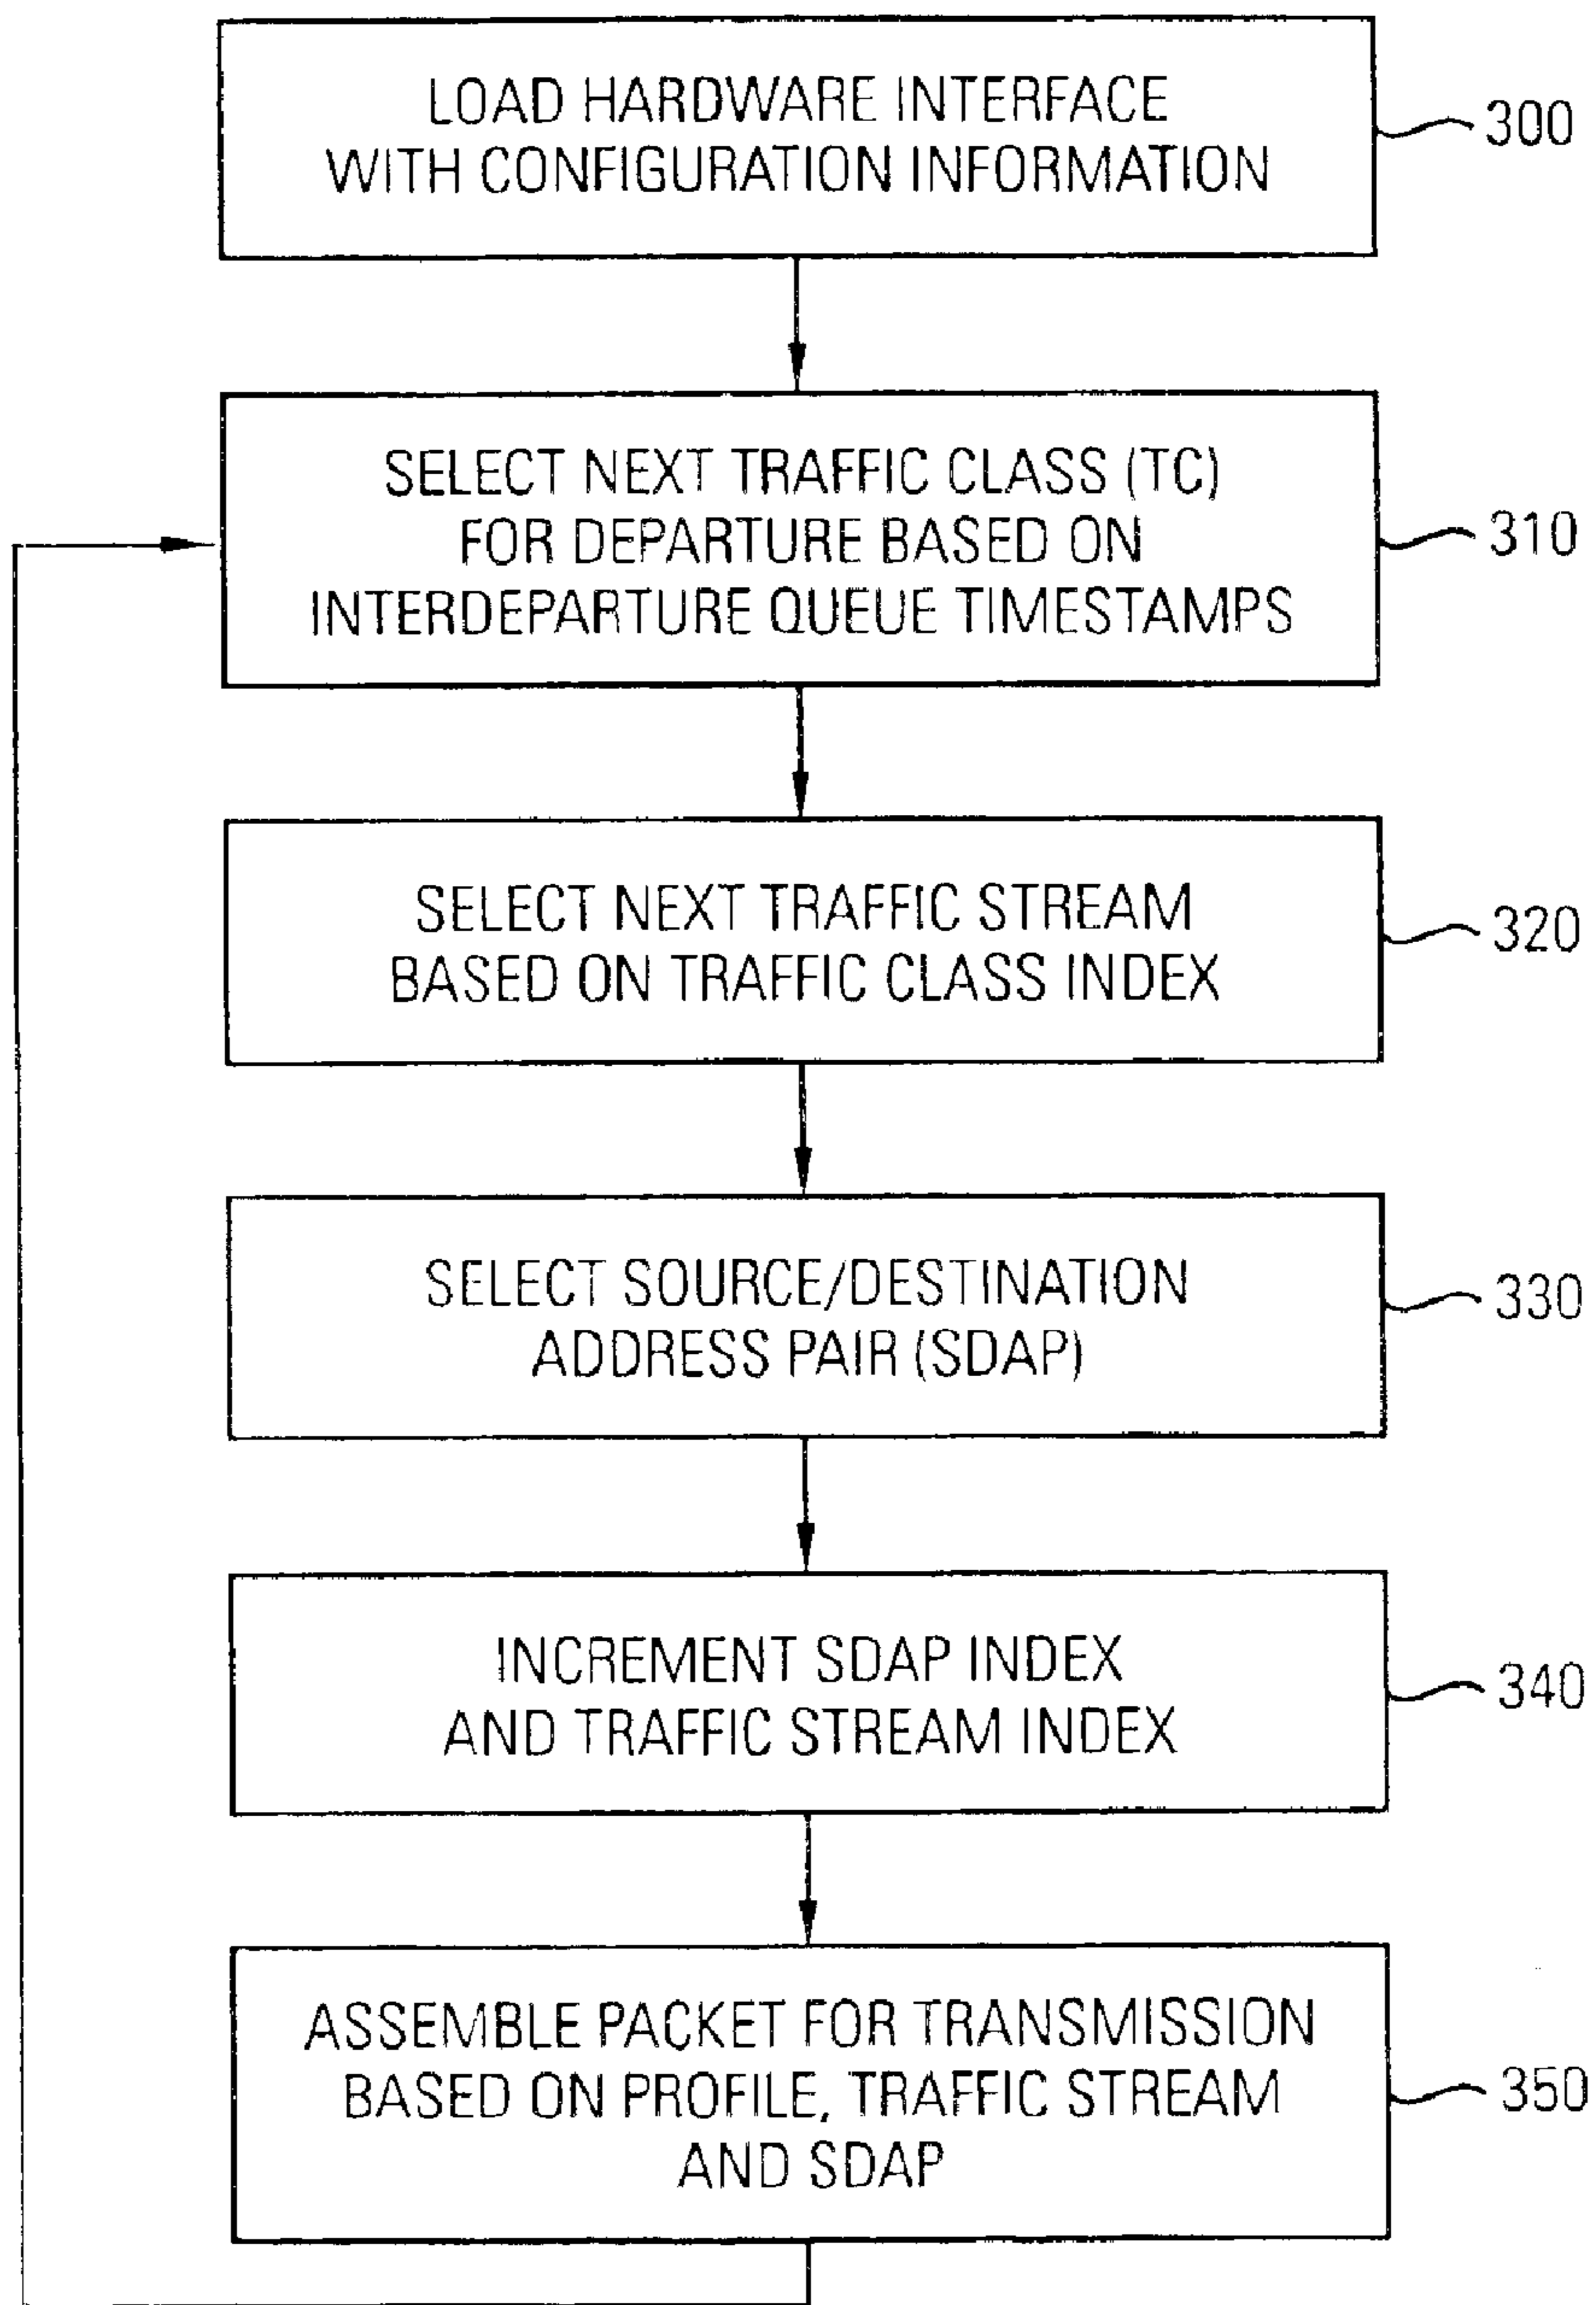 LOAD HARDWARE INTERFACE
WITH CONFIGURATION INFORMATION
300
SELECT NEXT TRAFFIC CLASS (TC)
FOR DEPARTURE BASED ON
INTERDEPARTURE QUEUE TIMESTAMPS
310
SELECT NEXT TRAFFIC STREAM
BASED ON TRAFFIC CLASS INDEX
320
SELECT SOURCE/DESTINATION
ADDRESS PAIR (SDAP)
330
INCREMENT SDAP INDEX
AND TRAFFIC STREAM INDEX
340
ASSEMBLE PACKET FOR TRANSMISSION
BASED ON PROFILE, TRAFFIC STREAM
AND SDAP
350